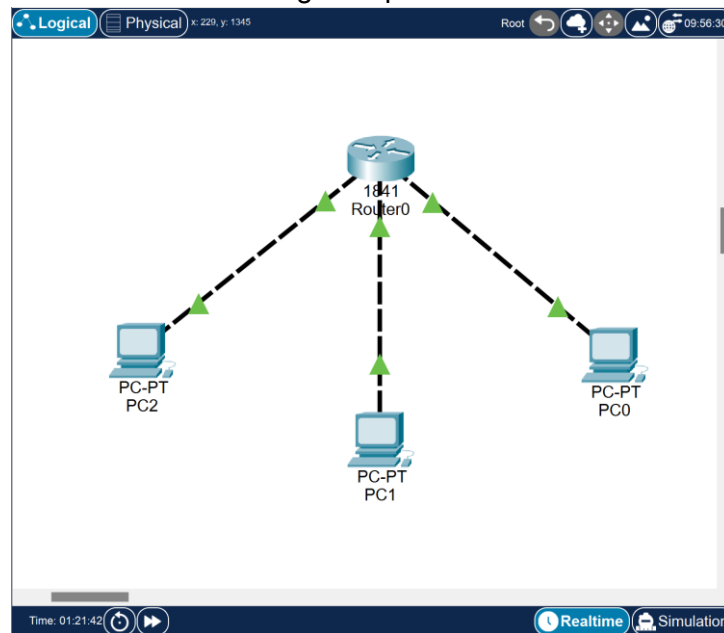 Logical Physical x: 229, y: 1345 Root 09:56:30
1841
Router0
PC-PT
PC2
PC-PT
PC0
PC-PT
PC1
Time: 01:21:42 Realtime Simulation